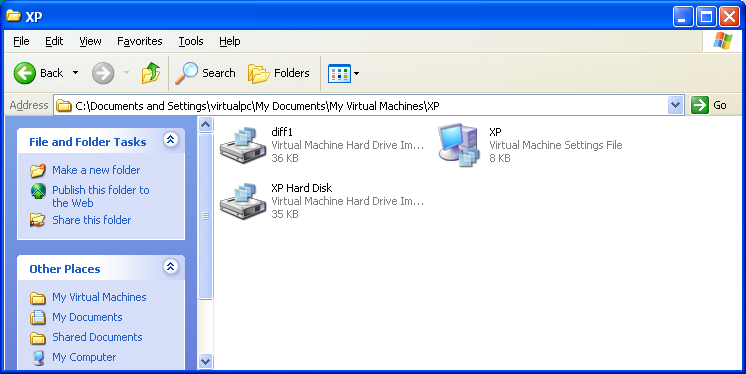 XP
File Edit View Favorites Tools Help
Back Search Folders
Address C:\Documents and Settings\virtualpc\My Documents\My Virtual Machines\XP Go
File and Folder Tasks
Make a new folder
Publish this folder to
the Web
Share this folder
Other Places
My Virtual Machines
My Documents
Shared Documents
My Computer
diff1
Virtual Machine Hard Drive Im...
36 KB
XP
Virtual Machine Settings File
8 KB
XP Hard Disk
Virtual Machine Hard Drive Im...
35 KB